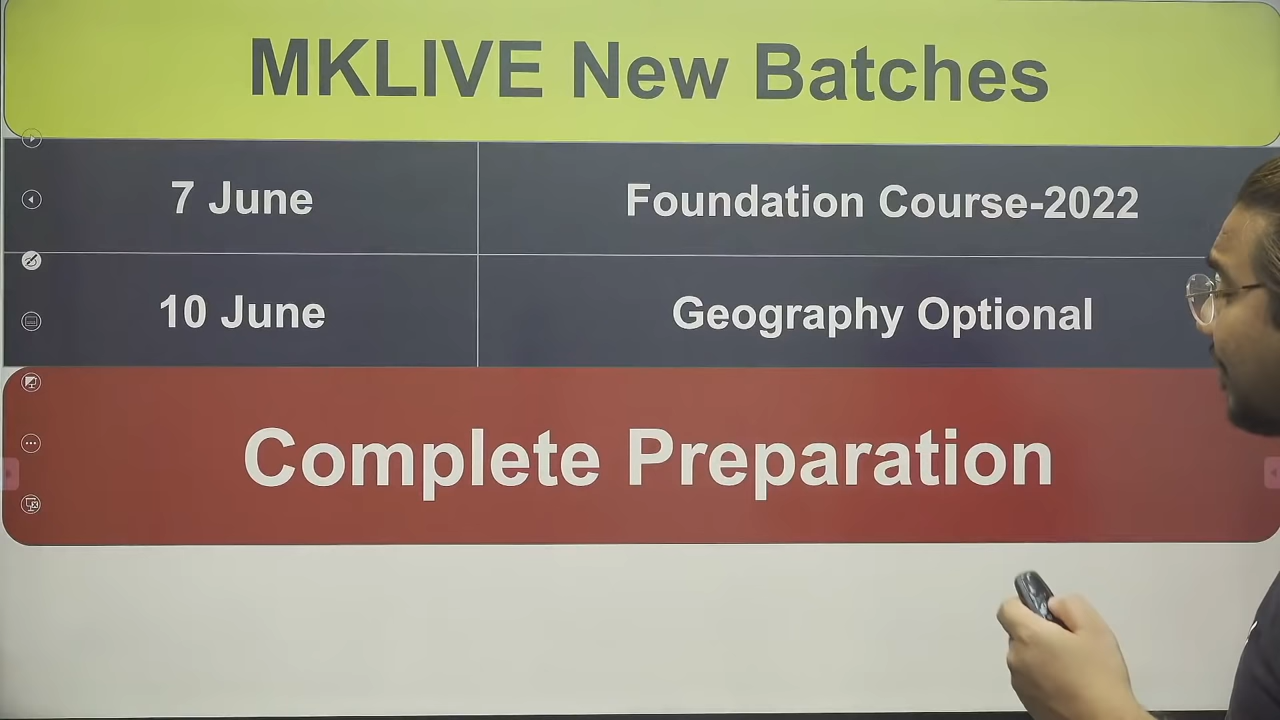 MKLIVE New Batches
7 June
Foundation Course-2022
10 June
Geography Optional
Complete Preparation